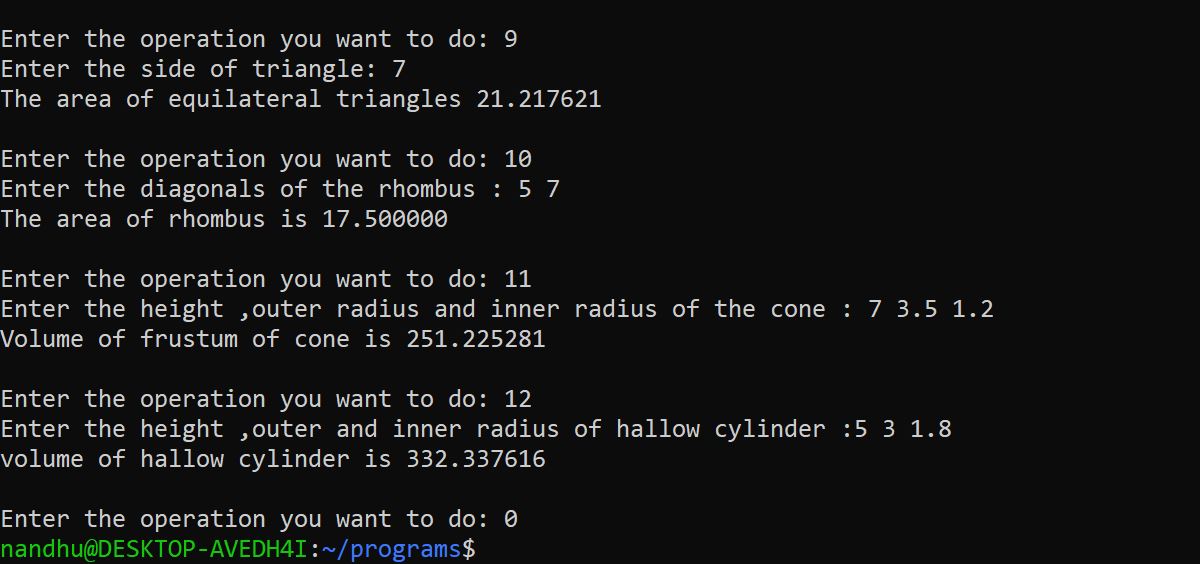 Enter the operation you want to do: 9
Enter the side of triangle: 7
The area of equilateral triangles 21.217621
Enter the operation you want to do: 10
Enter the diagonals of the rhombus : 5 7
The area of rhombus is 17.500000
Enter the operation you want to do: 11
Enter the height ,outer radius and inner radius of the cone : 7 3.5 1.2
Volume of frustum of cone is 251.225281
Enter the operation you want to do: 12
Enter the height ,outer and inner radius of hallow cylinder :5 3 1.8
volume of hallow cylinder is 332.337616
Enter the operation you want to do: 0
nandhu@DESKTOP-AVEDH4I:~/programs$